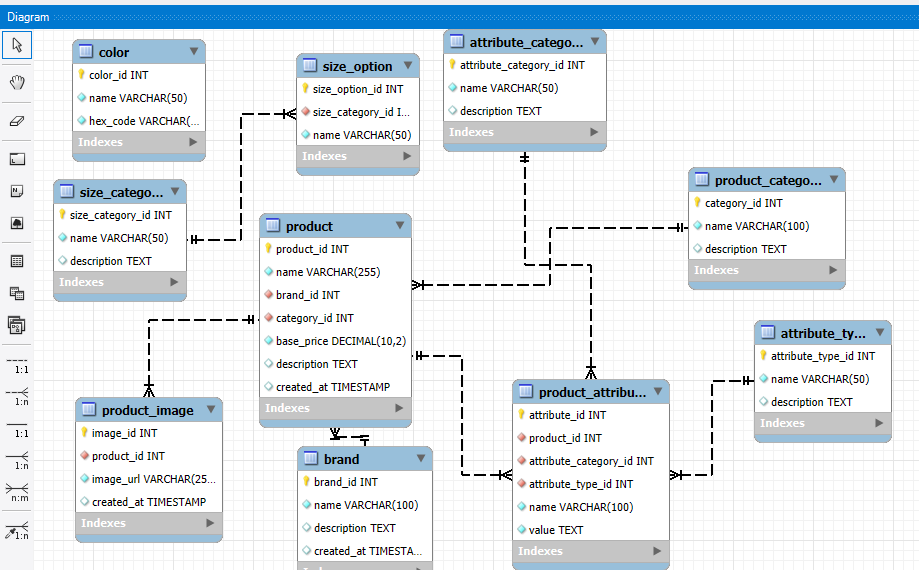 Diagram
color
color_id INT
name VARCHAR(50)
hex_code VARCHAR(...
Indexes
size_option
size_option_id INT
size_category_id I...
name VARCHAR(50)
Indexes
attribute_catego...
attribute_category_id INT
name VARCHAR(50)
description TEXT
Indexes
size_catego...
size_category_id INT
name VARCHAR(50)
description TEXT
Indexes
product
product_id INT
name VARCHAR(255)
brand_id INT
category_id INT
base_price DECIMAL(10,2)
description TEXT
created_at TIMESTAMP
Indexes
product_catego...
category_id INT
name VARCHAR(100)
description TEXT
Indexes
attribute_ty...
attribute_type_id INT
name VARCHAR(50)
description TEXT
Indexes
product_image
image_id INT
product_id INT
image_url VARCHAR(25...
created_at TIMESTAMP
Indexes
brand
brand_id INT
name VARCHAR(100)
description TEXT
created_at TIMESTA...
product_attribu...
attribute_id INT
product_id INT
attribute_category_id INT
attribute_type_id INT
name VARCHAR(100)
value TEXT
Indexes
1:1
1:n
1:1
1:n
n:m
1:n